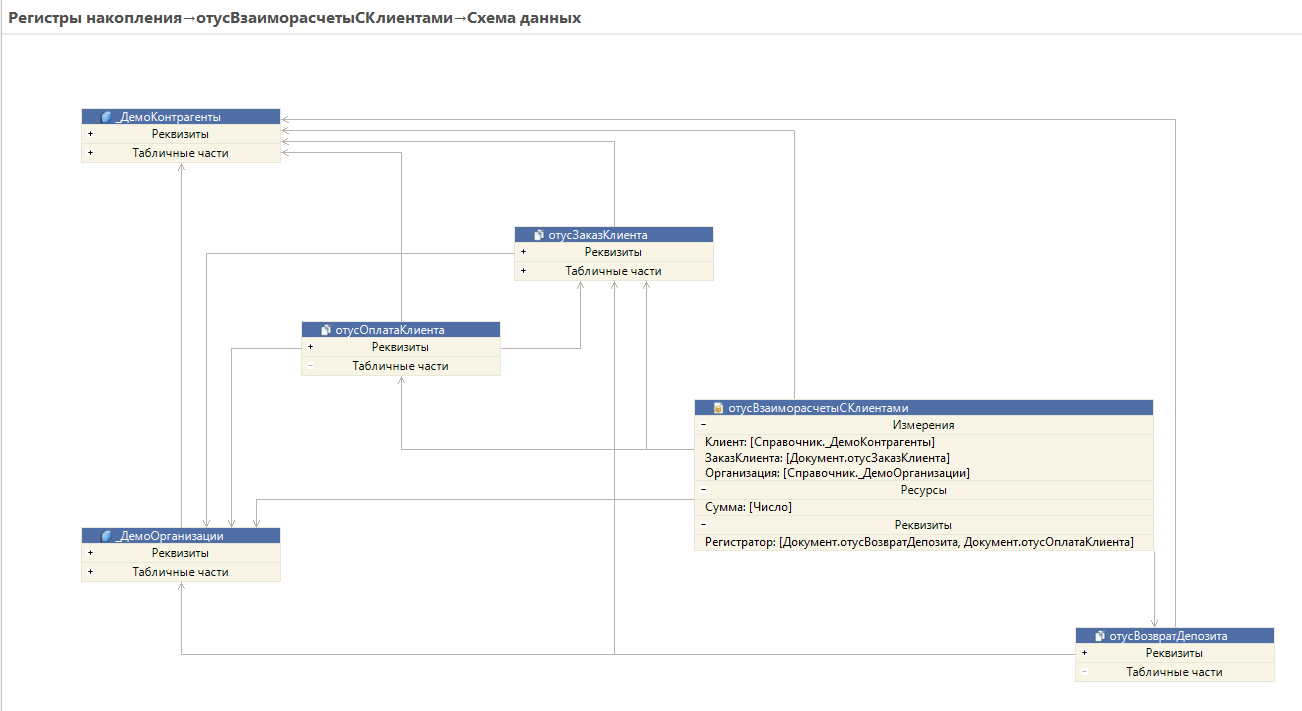 Регистры накопления→отусВзаиморасчетыСКлиентами→Схема данных
_ДемоКонтрагенты
+ Реквизиты
+ Табличные части
отусЗаказКлиента
+ Реквизиты
+ Табличные части
отусОплатаКлиента
+ Реквизиты
− Табличные части
отусВзаиморасчетыСКлиентами
− Измерения
Клиент: [Справочник._ДемоКонтрагенты]
ЗаказКлиента: [Документ.отусЗаказКлиента]
Организация: [Справочник._ДемоОрганизации]
− Ресурсы
Сумма: [Число]
− Реквизиты
Регистратор: [Документ.отусВозвратДепозита, Документ.отусОплатаКлиента]
_ДемоОрганизации
+ Реквизиты
+ Табличные части
отусВозвратДепозита
+ Реквизиты
− Табличные части